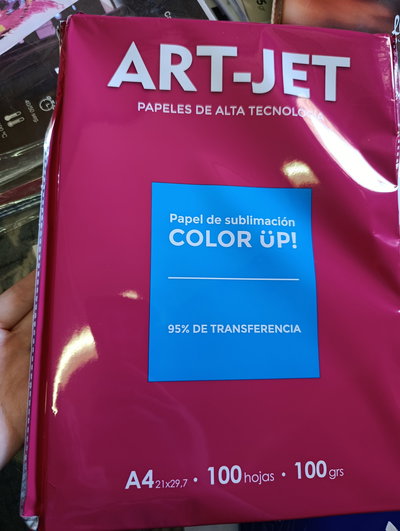 ART-JET
PAPELES DE ALTA TECNOLOGÍA
Papel de sublimación
COLOR ÜP!
95% DE TRANSFERENCIA
A4 21x29,7 • 100 hojas • 100 grs